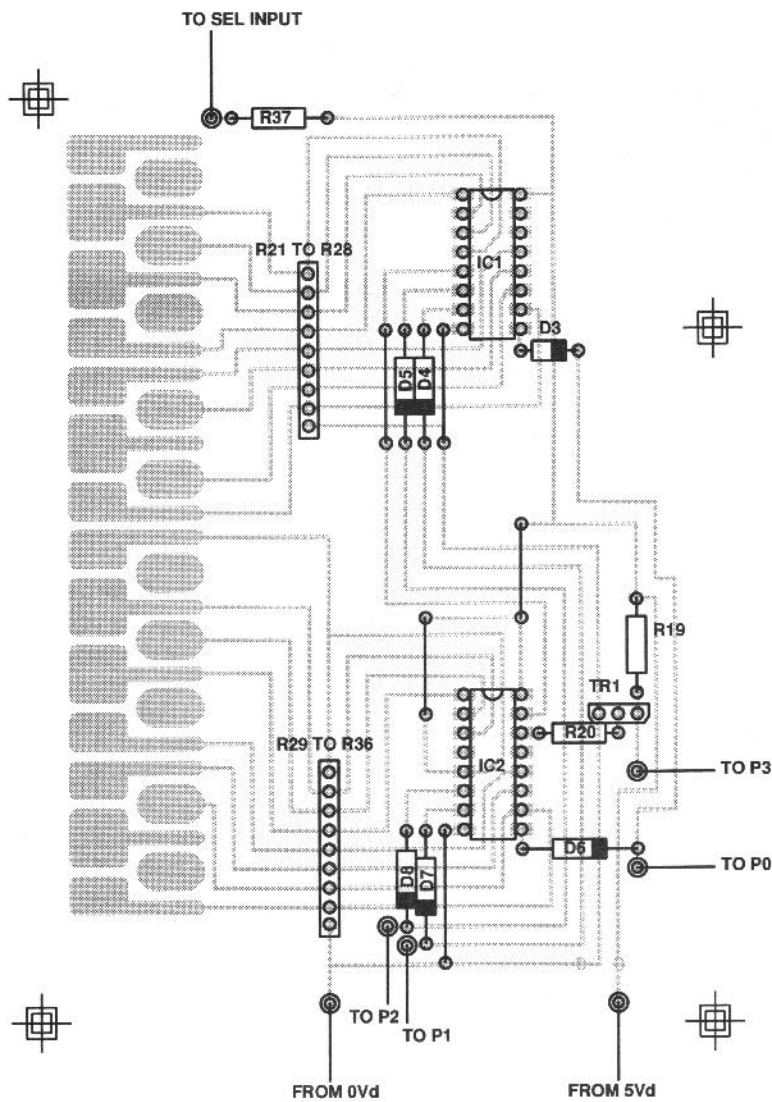 TO SEL INPUT
R37
R21 TO R28
IC1
D3
D5
D4
R19
TR1
R20
R29 TO R36
IC2
TO P3
D6
TO P0
D8
D7
TO P2
TO P1
FROM 0Vd
FROM 5Vd